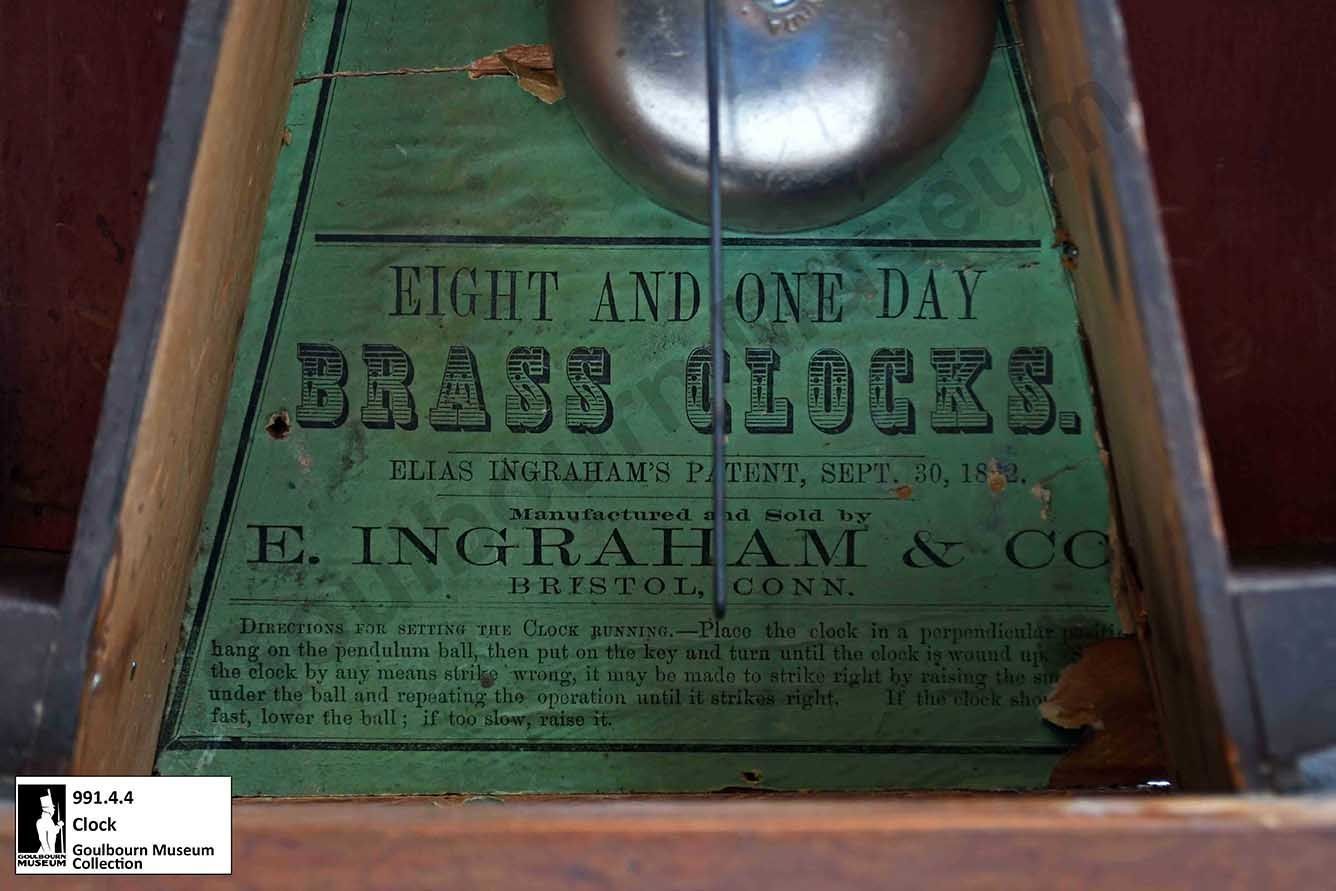 EIGHT AND ONE DAY
BRASS CLOCKS.
ELIAS INGRAHAM'S PATENT, SEPT. 30, 18 2.
Manufactured and Sold by
E. INGRAHAM & CO
BRISTOL, CONN.
DIRECTIONS FOR SETTING THE CLOCK RUNNING.—Place the clock in a perpendicular
hang on the pendulum ball, then put on the key and turn until the clock is wound up.
the clock by any means strike wrong, it may be made to strike right by raising the
under the ball and repeating the operation until it strikes right. If the clock
fast, lower the ball; if too slow, raise it.
Goulbourn Museum
991.4.4
Clock
Goulbourn Museum
Collection
GOULBOURN
MUSEUM